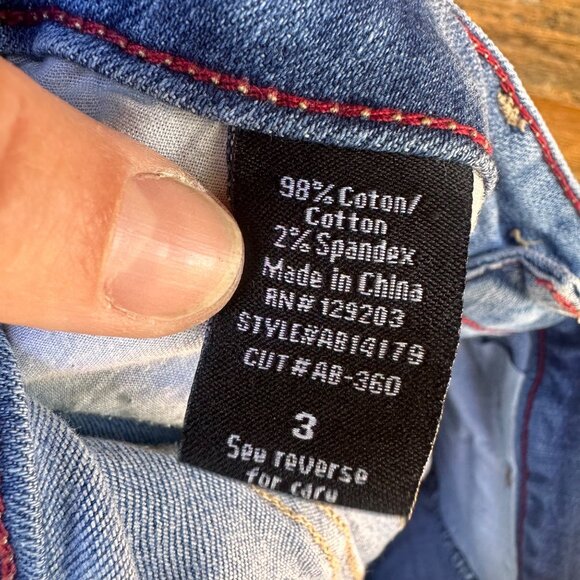 98% Coton/
Cotton
2% Spandex
Made in China
RN# 129203
STYLE#AB14179
CUT#AB-360
3
See reverse
for care